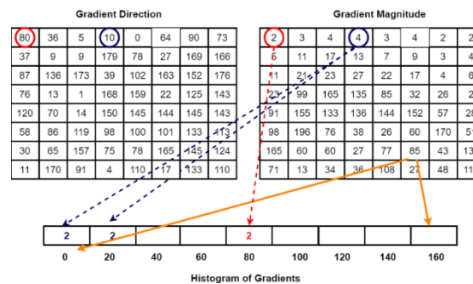 Gradient Direction
Gradient Magnitude
80 36 5 10 0 64 90 73
2 3 4 4 3 4 2 2
37 9 9 179 78 27 169 166
5 11 17 13 7 9 3 4
87 136 173 39 102 163 152 176
11 21 23 27 22 17 4 6
76 13 1 168 159 22 125 143
23 99 165 135 85 32 26 2
120 70 14 150 145 144 145 143
91 155 133 136 144 152 57 28
58 86 119 98 100 101 133 113
98 196 76 38 26 60 170 51
30 65 157 75 78 165 145 124
165 60 60 27 77 85 43 13
11 170 91 4 110 17 133 110
71 13 34 36 108 27 48 11
2 2 2
0 20 40 60 80 100 120 140 160
Histogram of Gradients